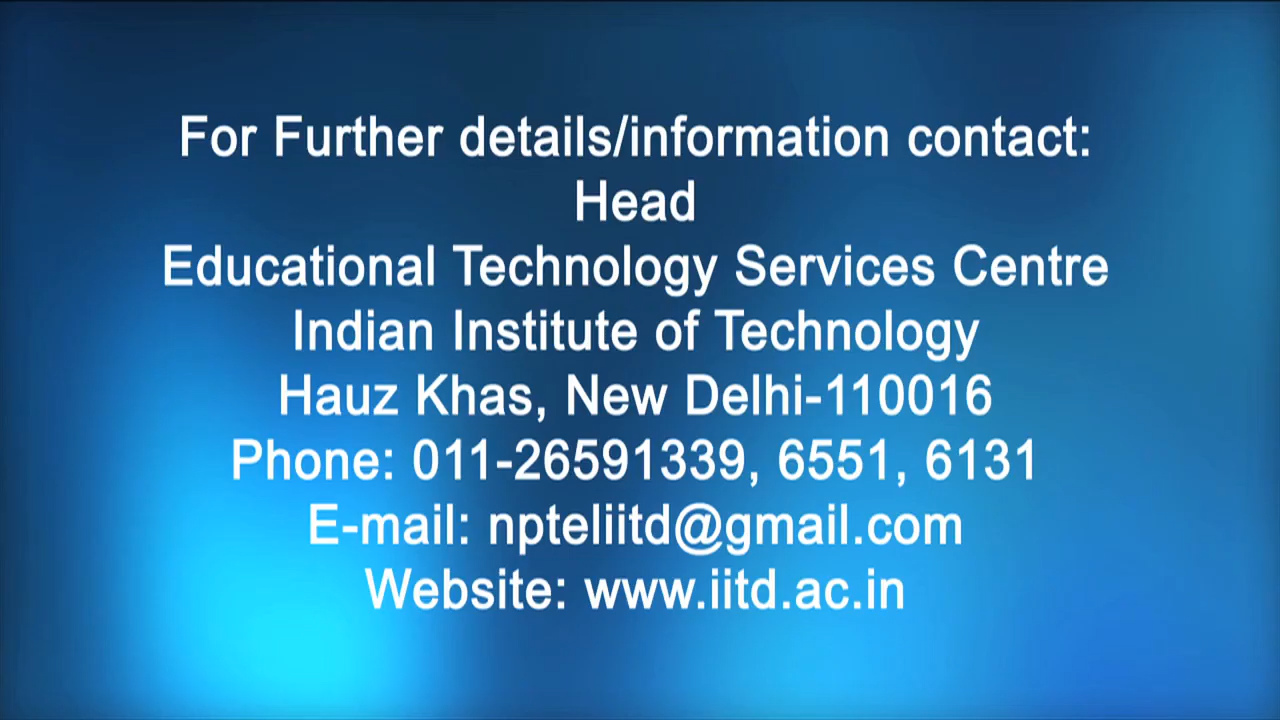 For Further details/information contact:
Head
Educational Technology Services Centre
Indian Institute of Technology
Hauz Khas, New Delhi-110016
Phone: 011-26591339, 6551, 6131
E-mail: npteliitd@gmail.com
Website: www.iitd.ac.in